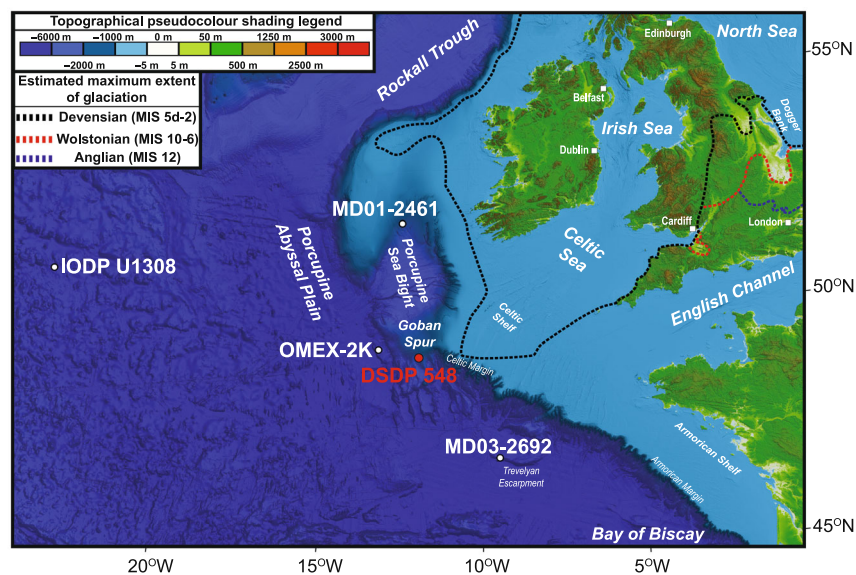 Topographical pseudocolour shading legend
−6000 m −1000 m 0 m 50 m 1250 m 3000 m
−2000 m −5 m 5 m 500 m 2500 m
Estimated maximum extent
of glaciation
Devensian (MIS 5d-2)
Wolstonian (MIS 10-6)
Anglian (MIS 12)
Rockall Trough
Edinburgh
North Sea
55°N
Belfast
Irish Sea
Dogger
Bank
Dublin
MD01-2461
Cardiff
London
Celtic
Sea
Porcupine
Abyssal Plain
Porcupine
Sea Bight
IODP U1308
English Channel
50°N
Celtic
Shelf
Goban
Spur
OMEX-2K
Celtic Margin
DSDP 548
MD03-2692
Trevelyan
Escarpment
Armorican Shelf
Armorican Margin
Bay of Biscay
45°N
20°W 15°W 10°W 5°W